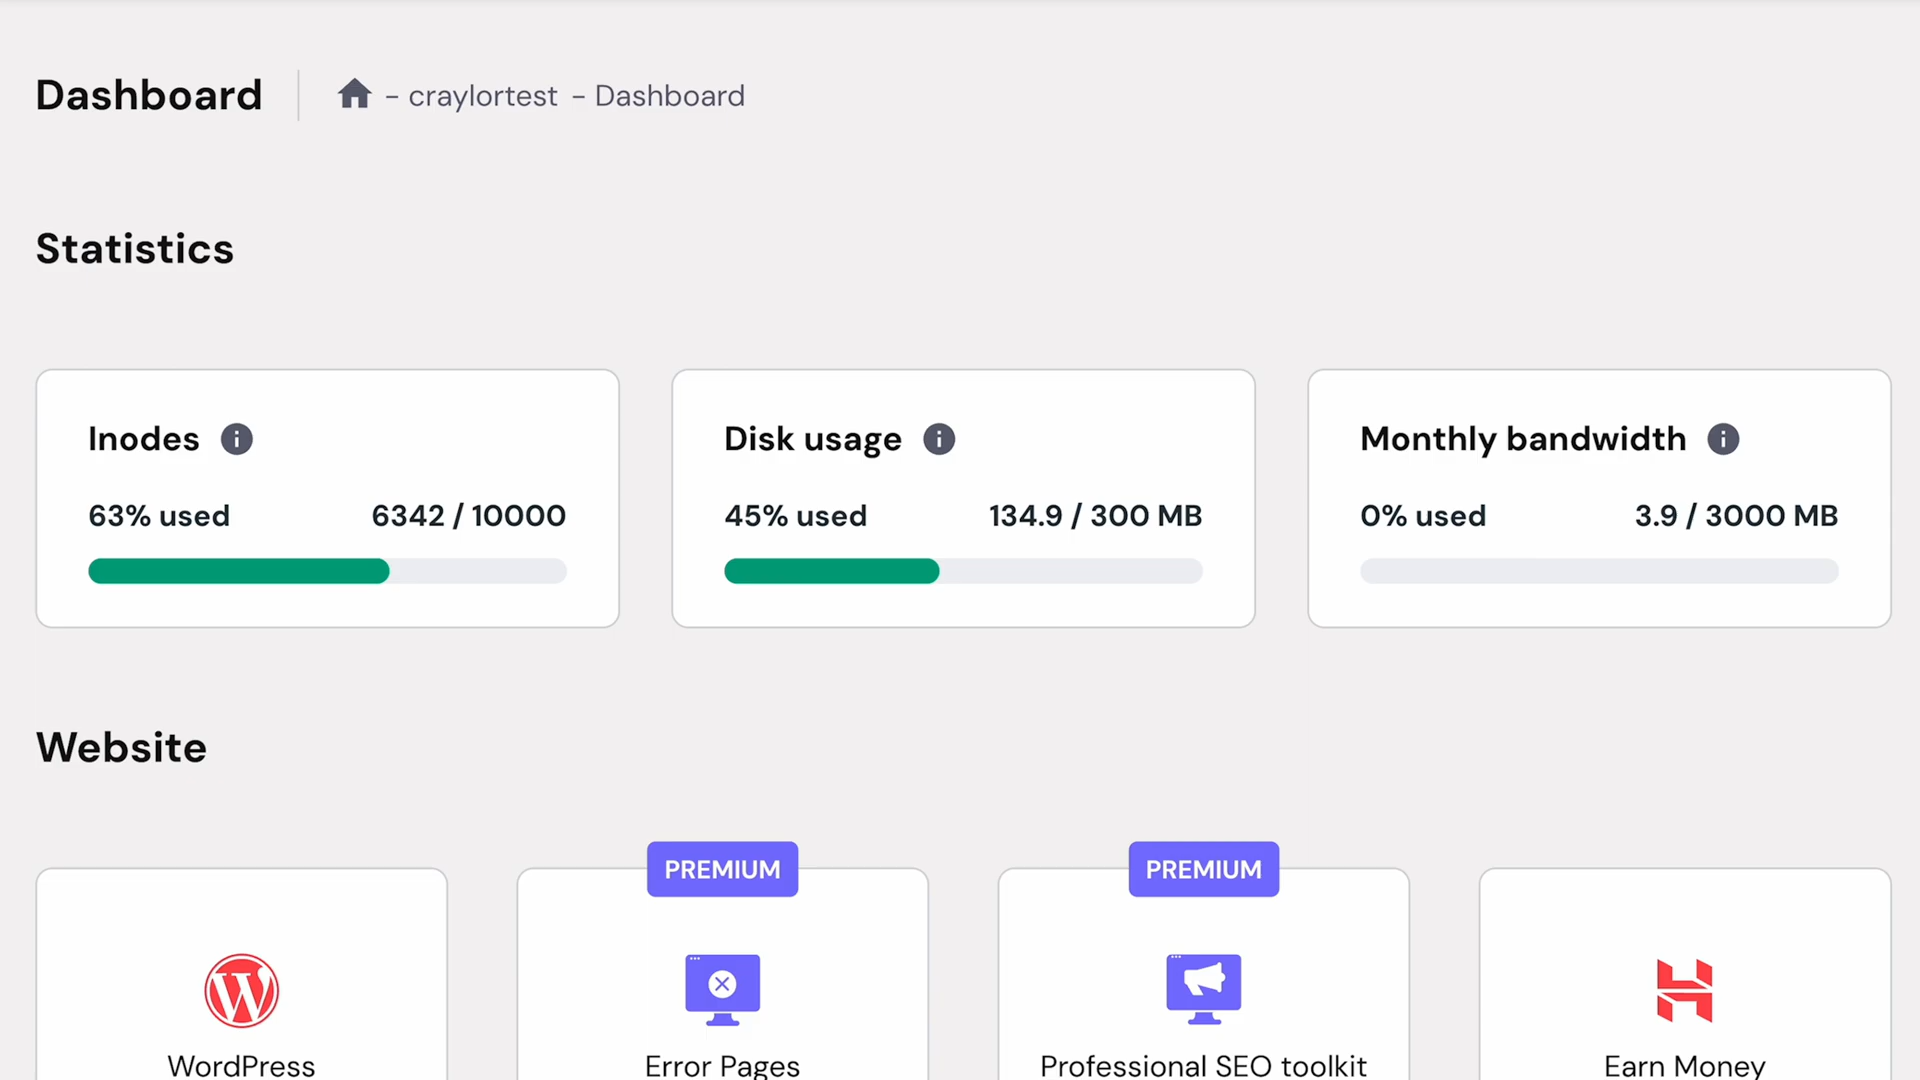 Dashboard
- craylortest - Dashboard
Statistics
Inodes
63% used 6342 / 10000
Disk usage
45% used 134.9 / 300 MB
Monthly bandwidth
0% used 3.9 / 3000 MB
Website
WordPress
PREMIUM
Error Pages
PREMIUM
Professional SEO toolkit
Earn Money